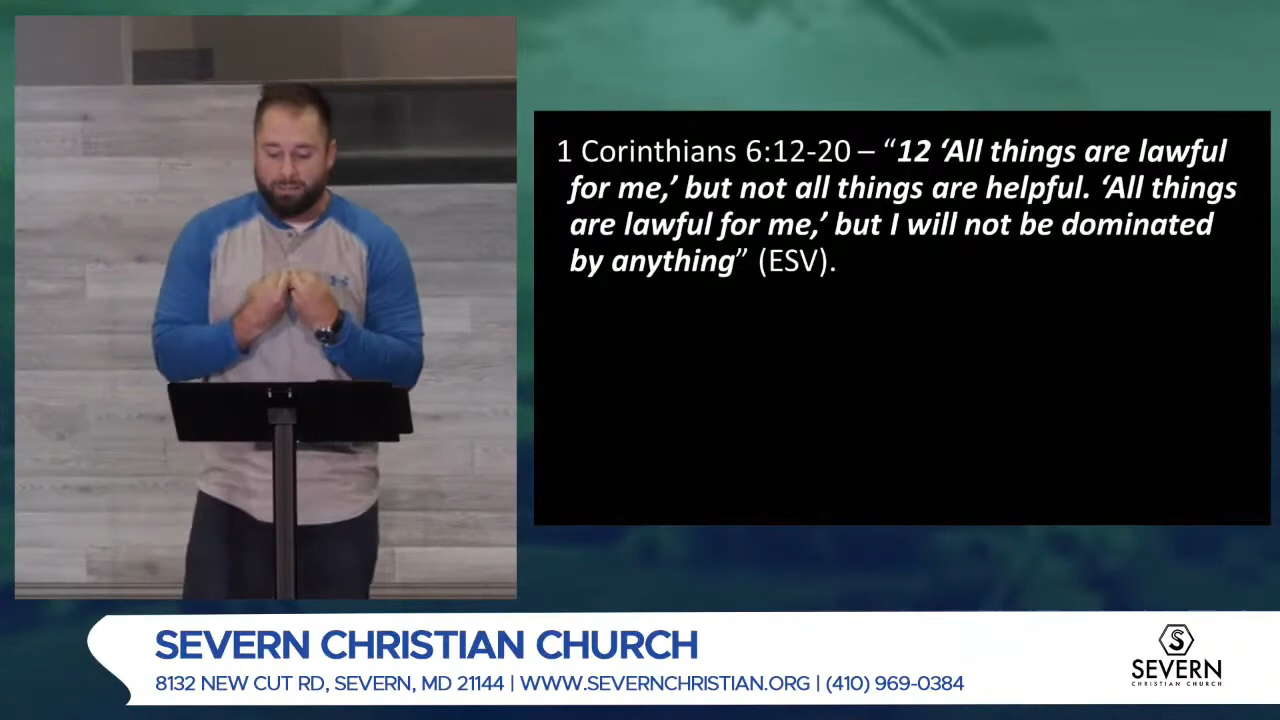 1 Corinthians 6:12-20 – “12 ‘All things are lawful
for me,’ but not all things are helpful. ‘All things
are lawful for me,’ but I will not be dominated
by anything” (ESV).
SEVERN CHRISTIAN CHURCH
8132 NEW CUT RD, SEVERN, MD 21144 | WWW.SEVERNCHRISTIAN.ORG | (410) 969-0384
S
SEVERN
CHRISTIAN CHURCH